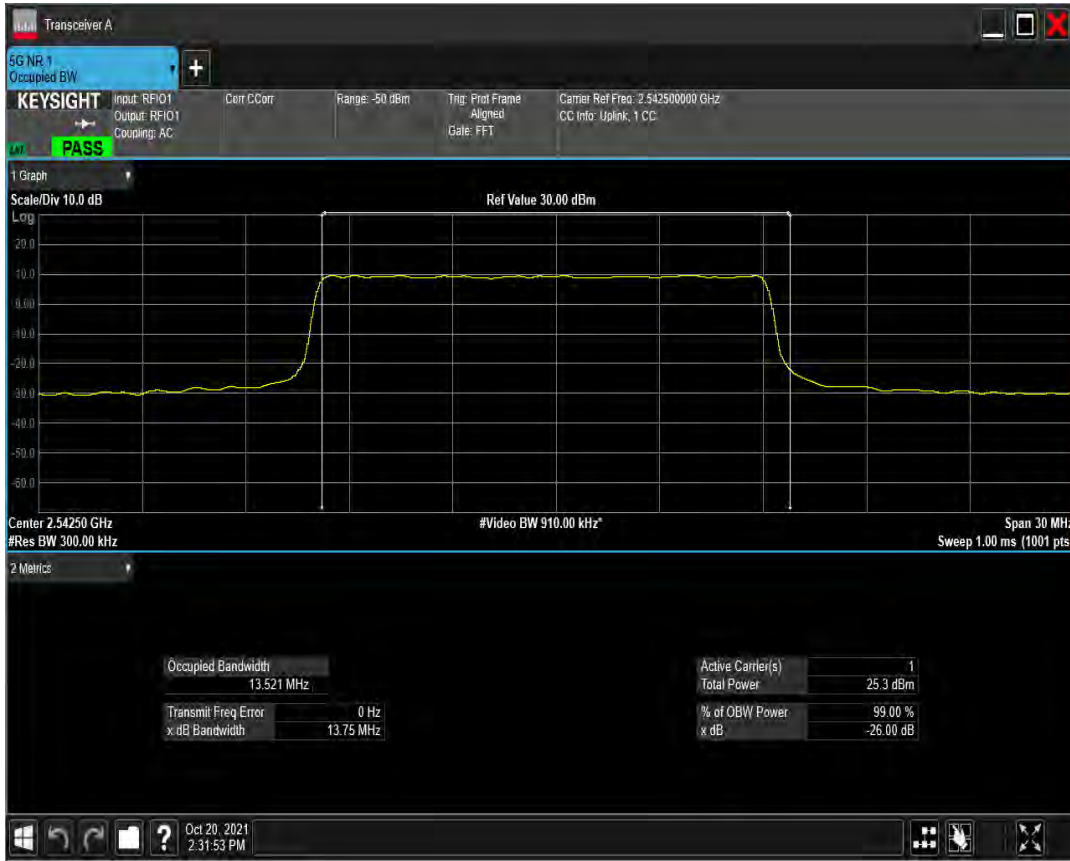 Transceiver A
5G NR 1
Occupied BW
+
KEYSIGHT
Input: RFIO1
Output: RFIO1
Coupling: AC
Corr CCorr
Range: -50 dBm
Trig: Prot Frame
Aligned
Gate: FFT
Carrier Ref Freq: 2.542500000 GHz
CC Info: Uplink, 1 CC
PASS
1 Graph
Scale/Div 10.0 dB
Ref Value 30.00 dBm
Log
20.0
10.0
0.00
-10.0
-20.0
-30.0
-40.0
-50.0
-60.0
Center 2.54250 GHz
#Video BW 910.00 kHz*
Span 30 MHz
#Res BW 300.00 kHz
Sweep 1.00 ms (1001 pts
2 Metrics
Occupied Bandwidth
13.521 MHz
Transmit Freq Error 0 Hz
x dB Bandwidth 13.75 MHz
Active Carrier(s) 1
Total Power 25.3 dBm
% of OBW Power 99.00 %
x dB -26.00 dB
?
Oct 20, 2021
2:31:53 PM